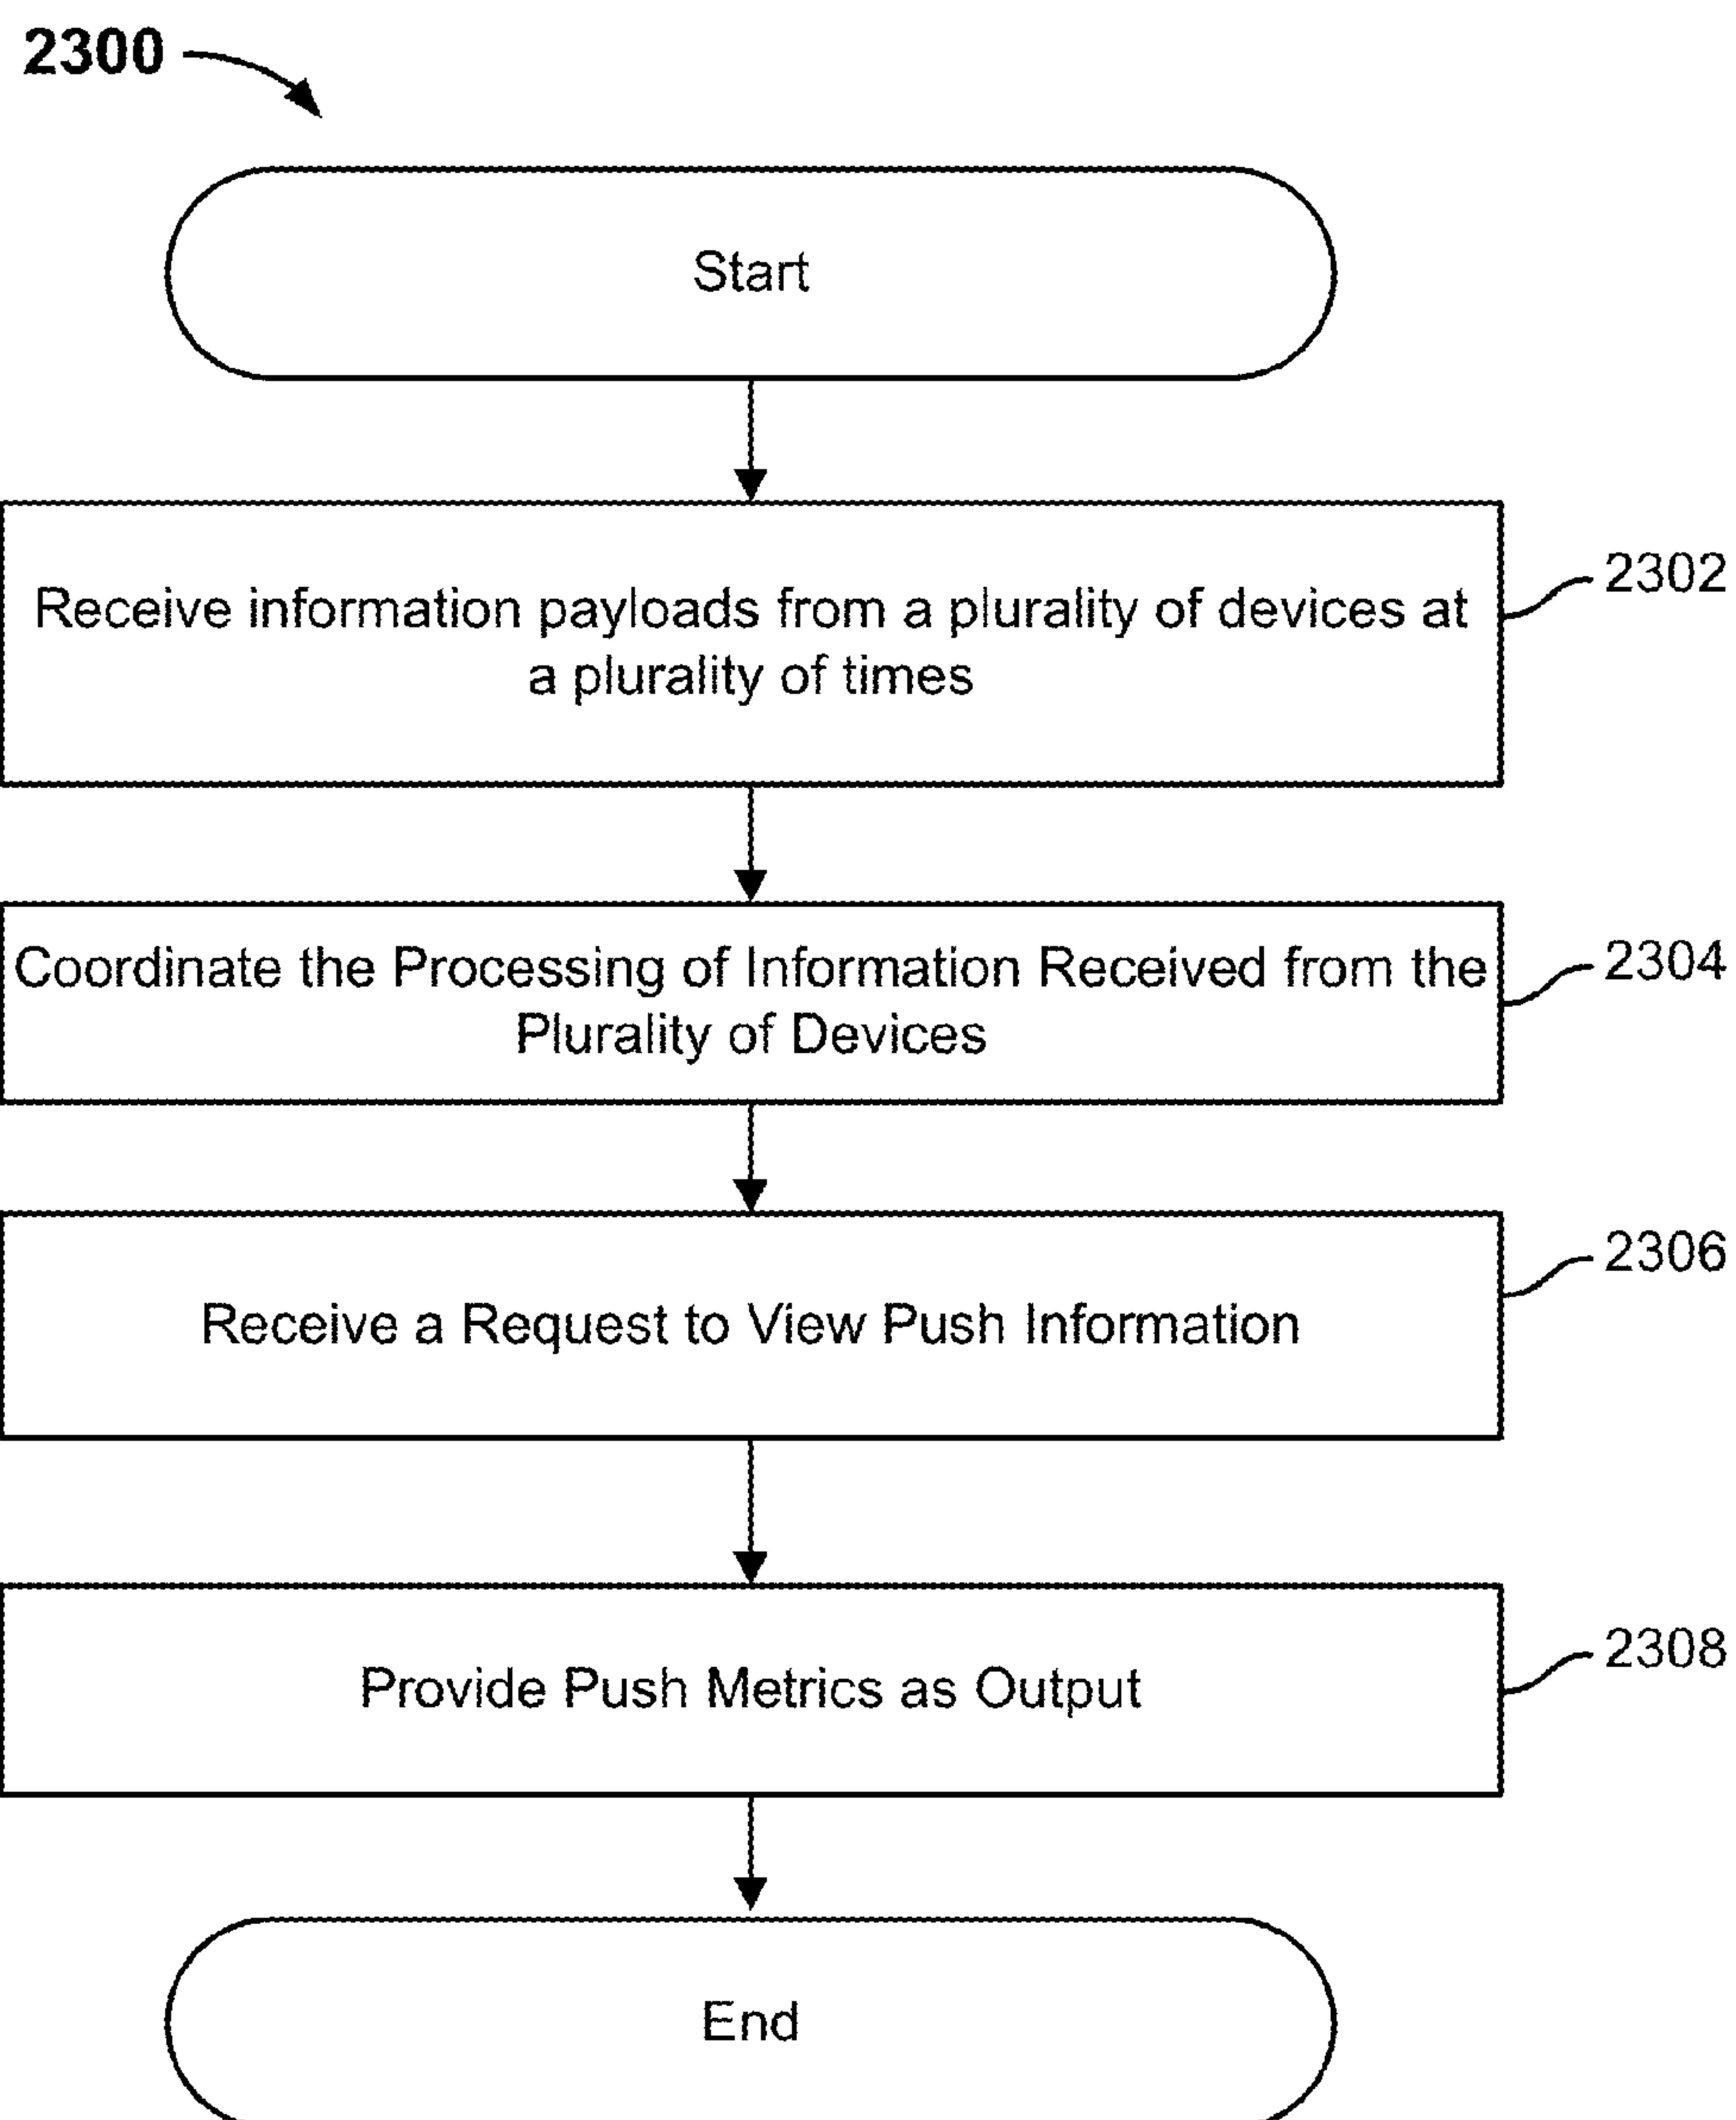 2300
Start
Receive information payloads from a plurality of devices at
a plurality of times
2302
Coordinate the Processing of Information Received from the
Plurality of Devices
2304
Receive a Request to View Push Information
2306
Provide Push Metrics as Output
2308
End